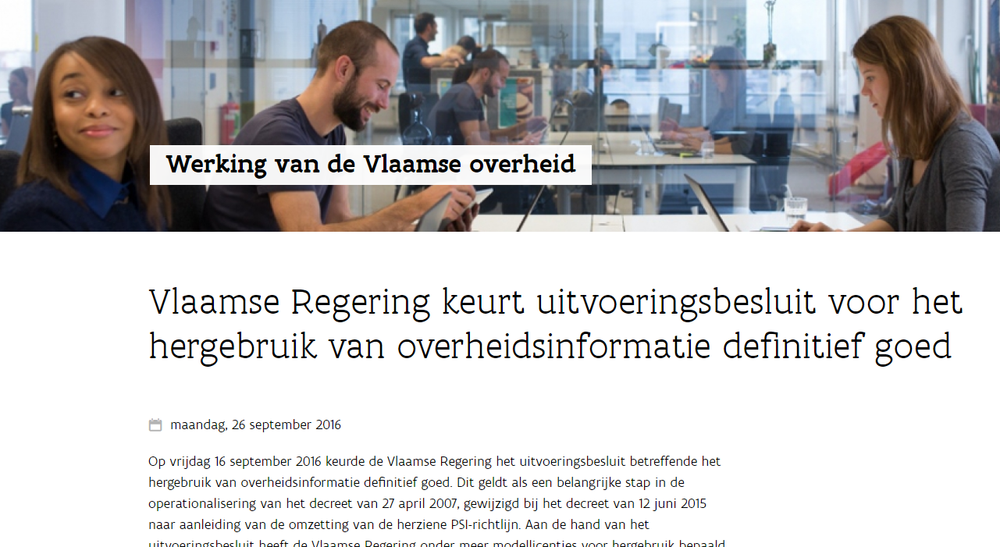 Werking van de Vlaamse overheid
Vlaamse Regering keurt uitvoeringsbesluit voor het
hergebruik van overheidsinformatie definitief goed
maandag, 26 september 2016
Op vrijdag 16 september 2016 keurde de Vlaamse Regering het uitvoeringsbesluit betreffende het
hergebruik van overheidsinformatie definitief goed. Dit geldt als een belangrijke stap in de
operationalisering van het decreet van 27 april 2007, gewijzigd bij het decreet van 12 juni 2015
naar aanleiding van de omzetting van de herziene PSI-richtlijn. Aan de hand van het
uitvoeringsbesluit heeft de Vlaamse Regering onder meer modellicenties voor hergebruik bepaald